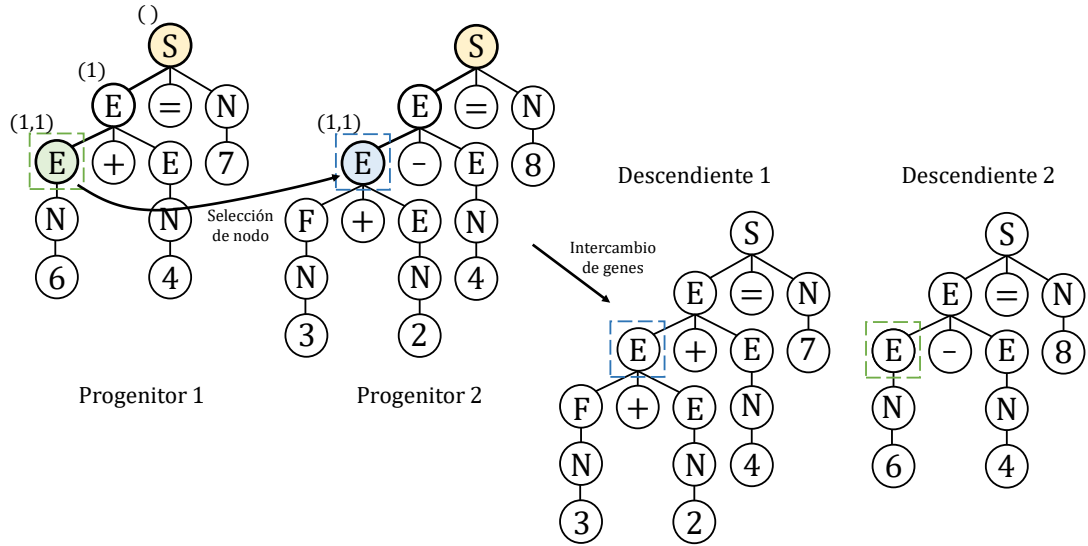 ( )
S
(1)
E = N
(1,1)
E + E 7
N N
6 4
S
E = N
(1,1)
E - E 8
F + E N
N N 4
3 2
Selección
de nodo
Progenitor 1
Progenitor 2
Intercambio
de genes
Descendiente 1
S
E = N
E + E 7
F + E N
N N 4
3 2
Descendiente 2
S
E = N
E - E 8
N N
6 4